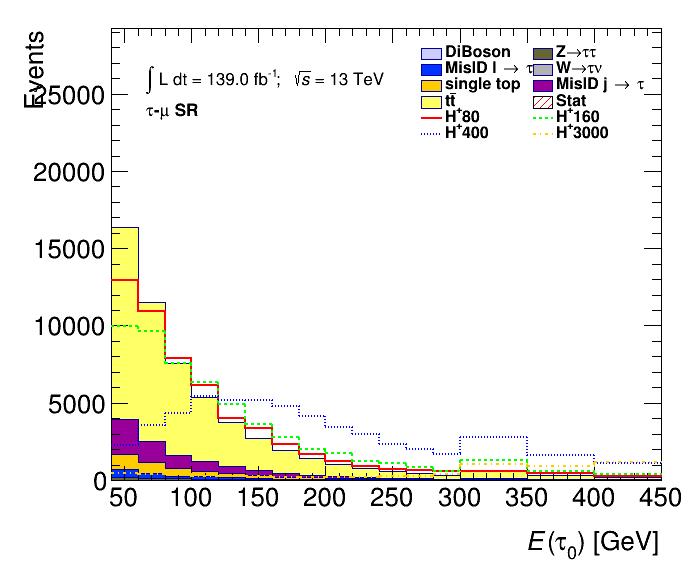 Events
∫ L dt = 139.0 fb⁻¹; √s = 13 TeV
τ-μ SR
DiBoson Z→ττ
MisID l → τ W→τν
single top MisID j → τ
tt̄ Stat
H⁺80 H⁺160
H⁺400 H⁺3000
25000
20000
15000
10000
5000
0
50 100 150 200 250 300 350 400 450
E(τ₀) [GeV]